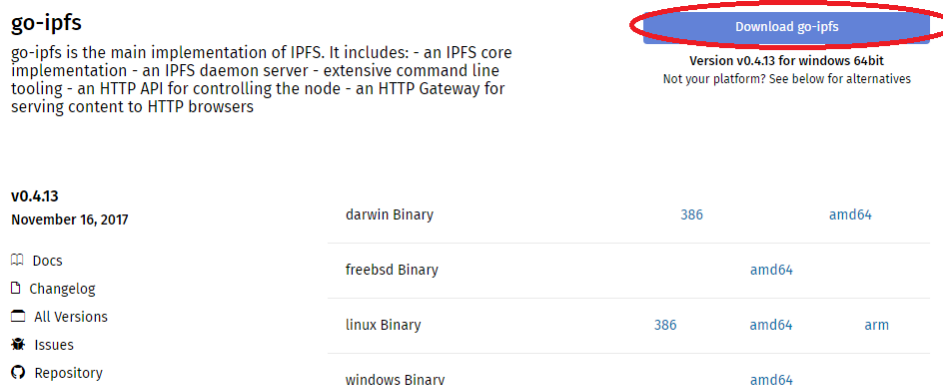 go-ipfs
go-ipfs is the main implementation of IPFS. It includes: - an IPFS core
implementation - an IPFS daemon server - extensive command line
tooling - an HTTP API for controlling the node - an HTTP Gateway for
serving content to HTTP browsers
Download go-ipfs
Version v0.4.13 for windows 64bit
Not your platform? See below for alternatives
v0.4.13
November 16, 2017
Docs
Changelog
All Versions
Issues
Repository
darwin Binary 386 amd64
freebsd Binary amd64
linux Binary 386 amd64 arm
windows Binary amd64